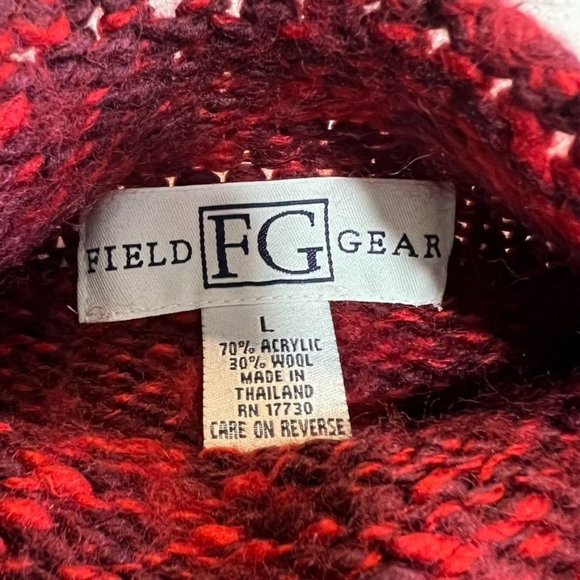 FIELD FG GEAR
L
70% ACRYLIC
30% WOOL
MADE IN
THAILAND
RN 17730
CARE ON REVERSE